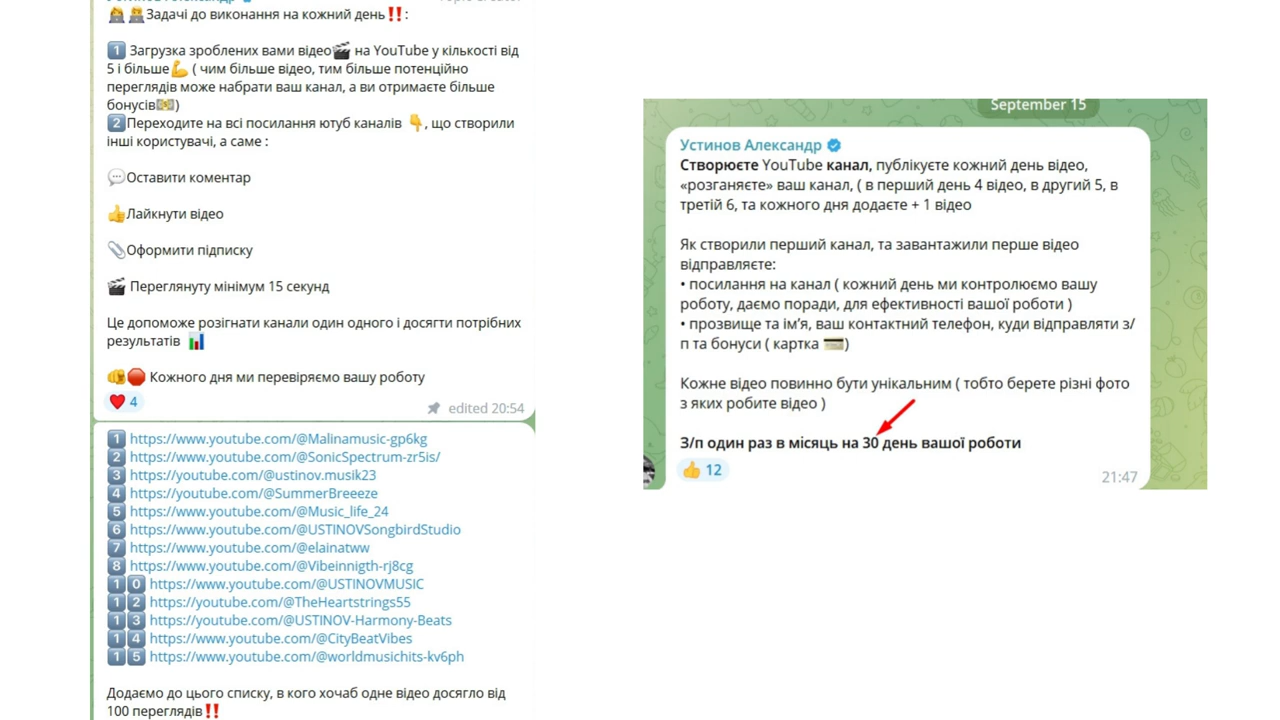 Задачі до виконання на кожний день‼️:
1 Загрузка зроблених вами відео🎬 на YouTube у кількості від
5 і більше💪 ( чим більше відео, тим більше потенційно
переглядів може набрати ваш канал, а ви отримаєте більше
бонусів💵)
2 Переходите на всі посилання ютуб каналів 👇, що створили
інші користувачі, а саме :
💬Оставити коментар
👍Лайкнути відео
📎Оформити підписку
🎬 Переглянуту мінімум 15 секунд
Це допоможе розігнати канали один одного і досягти потрібних
результатів 📊
🫵🛑 Кожного дня ми перевіряємо вашу роботу
❤️ 4
edited 20:54
1 https://www.youtube.com/@Malinamusic-gp6kg
2 https://www.youtube.com/@SonicSpectrum-zr5is/
3 https://youtube.com/@ustinov.musik23
4 https://youtube.com/@SummerBreeeze
5 https://www.youtube.com/@Music_life_24
6 https://www.youtube.com/@USTINOVSongbirdStudio
7 https://www.youtube.com/@elainatww
8 https://www.youtube.com/@Vibeinnigth-rj8cg
10 https://www.youtube.com/@USTINOVMUSIC
12 https://youtube.com/@TheHeartstrings55
13 https://www.youtube.com/@USTINOV-Harmony-Beats
14 https://www.youtube.com/@CityBeatVibes
15 https://www.youtube.com/@worldmusichits-kv6ph
Додаємо до цього списку, в кого хочаб одне відео досягло від
100 переглядів‼️
September 15
Устинов Александр
Створюєте YouTube канал, публікуєте кожний день відео,
«розганяєте» ваш канал, ( в перший день 4 відео, в другий 5, в
третій 6, та кожного дня додаєте + 1 відео
Як створили перший канал, та завантажили перше відео
відправляєте:
• посилання на канал ( кожний день ми контролюємо вашу
роботу, даємо поради, для ефективності вашої роботи )
• прозвище та ім’я, ваш контактний телефон, куди відправляти з/
п та бонуси ( картка 💳)
Кожне відео повинно бути унікальним ( тобто берете різні фото
з яких робите відео )
З/п один раз в місяць на 30 день вашої роботи
👍 12
21:47